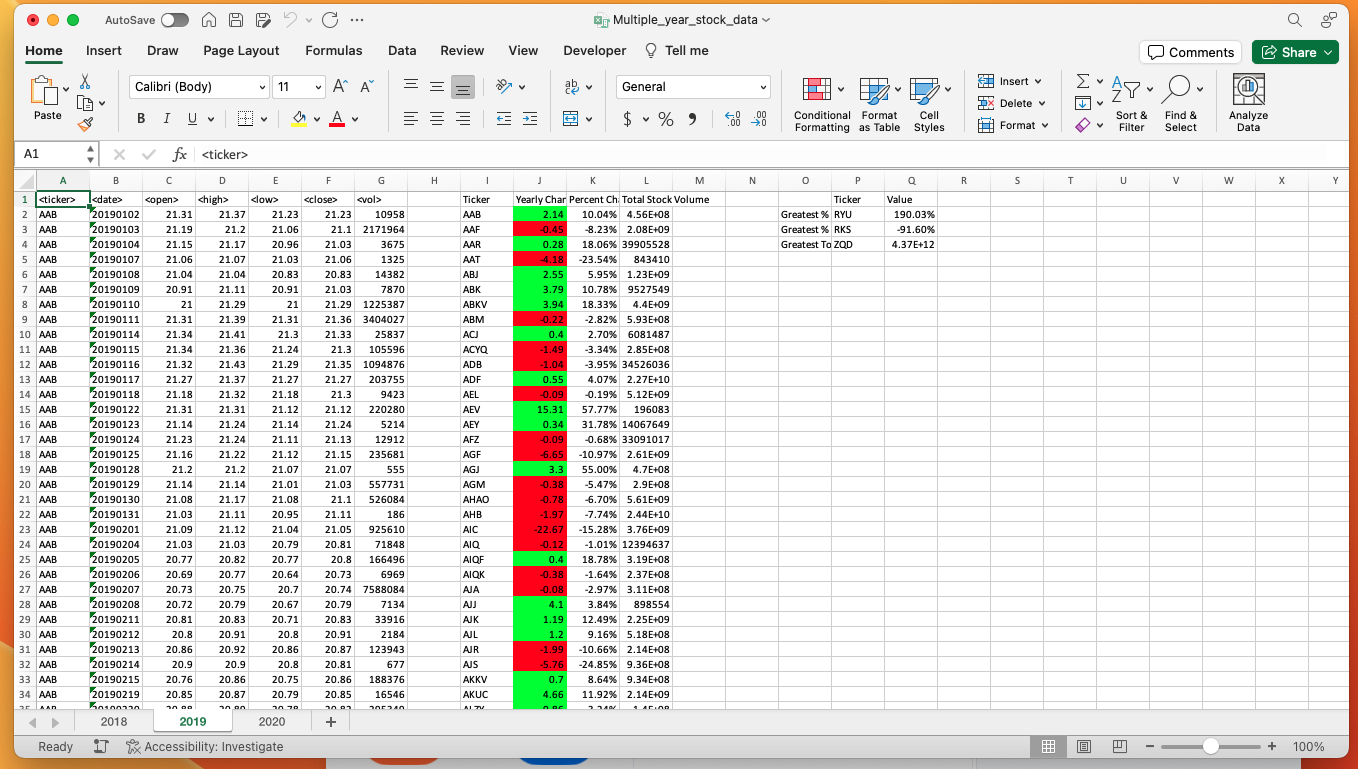 AutoSave
Multiple_year_stock_data
Home Insert Draw Page Layout Formulas Data Review View Developer Tell me Comments Share
Paste
Calibri (Body) 11
B I U
A A
ab
General
$ % 9
Conditional Formatting
Format as Table
Cell Styles
Insert
Delete
Format
Sort & Filter
Find & Select
Analyze Data
A1 fx <ticker>
A B C D E F G H I J K L M N O P Q R S T U V W X Y
1 <ticker> <date> <open> <high> <low> <close> <vol> Ticker Yearly Chan Percent Ch Total Stock Volume Ticker Value
2 AAB 20190102 21.31 21.37 21.23 21.23 10958 AAB 2.14 10.04% 4.56E+08 Greatest % RYU 190.03%
3 AAB 20190103 21.19 21.2 21.06 21.1 2171964 AAF -0.45 -8.23% 2.08E+09 Greatest % RKS -91.60%
4 AAB 20190104 21.15 21.17 20.96 21.03 3675 AAR 0.28 18.06% 39905528 Greatest To ZQD 4.37E+12
5 AAB 20190107 21.06 21.07 21.03 21.06 1325 AAT -4.18 -23.54% 843410
6 AAB 20190108 21.04 21.04 20.83 20.83 14382 ABJ 2.55 5.95% 1.23E+09
7 AAB 20190109 20.91 21.11 20.91 21.03 7870 ABK 3.79 10.78% 9527549
8 AAB 20190110 21 21.29 21 21.29 1225387 ABKV 3.94 18.33% 4.4E+09
9 AAB 20190111 21.31 21.39 21.31 21.36 3404027 ABM -0.22 -2.82% 5.93E+08
10 AAB 20190114 21.34 21.41 21.3 21.33 25837 ACJ 0.4 2.70% 6081487
11 AAB 20190115 21.34 21.36 21.24 21.3 105596 ACYQ -1.49 -3.34% 2.85E+08
12 AAB 20190116 21.32 21.43 21.29 21.35 1094876 ADB -1.04 -3.95% 34526036
13 AAB 20190117 21.27 21.37 21.27 21.27 203755 ADF 0.55 4.07% 2.27E+10
14 AAB 20190118 21.18 21.32 21.18 21.3 9423 AEL -0.09 -0.19% 5.12E+09
15 AAB 20190122 21.31 21.31 21.12 21.12 220280 AEV 15.31 57.77% 196083
16 AAB 20190123 21.14 21.24 21.14 21.24 5214 AEY 0.34 31.78% 14067649
17 AAB 20190124 21.23 21.24 21.11 21.13 12912 AFZ -0.09 -0.68% 33091017
18 AAB 20190125 21.16 21.22 21.12 21.15 235681 AGF -6.65 -10.97% 2.61E+09
19 AAB 20190128 21.2 21.2 21.07 21.07 555 AGJ 3.3 55.00% 4.7E+08
20 AAB 20190129 21.14 21.14 21.01 21.03 557731 AGM -0.38 -5.47% 2.9E+08
21 AAB 20190130 21.08 21.17 21.08 21.1 526084 AHAO -0.78 -6.70% 5.61E+09
22 AAB 20190131 21.03 21.11 20.95 21.11 186 AHB -1.97 -7.74% 2.44E+10
23 AAB 20190201 21.09 21.12 21.04 21.05 925610 AIC -22.67 -15.28% 3.76E+09
24 AAB 20190204 21.03 21.03 20.79 20.81 71848 AIQ -0.12 -1.01% 12394637
25 AAB 20190205 20.77 20.82 20.77 20.8 166496 AIQF 0.4 18.78% 3.19E+08
26 AAB 20190206 20.69 20.77 20.64 20.73 6969 AIQK -0.38 -1.64% 2.37E+08
27 AAB 20190207 20.73 20.75 20.7 20.74 7588084 AJA -0.08 -2.97% 3.11E+08
28 AAB 20190208 20.72 20.79 20.67 20.79 7134 AJJ 4.1 3.84% 898554
29 AAB 20190211 20.81 20.83 20.71 20.83 33916 AJK 1.19 12.49% 2.25E+09
30 AAB 20190212 20.8 20.91 20.8 20.91 2184 AJL 1.2 9.16% 5.18E+08
31 AAB 20190213 20.86 20.92 20.86 20.87 123943 AJR -1.99 -10.66% 2.14E+08
32 AAB 20190214 20.9 20.9 20.8 20.81 677 AJS -5.76 -24.85% 9.36E+08
33 AAB 20190215 20.76 20.86 20.75 20.86 188376 AKKV 0.7 8.64% 9.34E+08
34 AAB 20190219 20.85 20.87 20.79 20.85 16546 AKUC 4.66 11.92% 2.14E+09
2018 2019 2020 +
Ready Accessibility: Investigate 100%